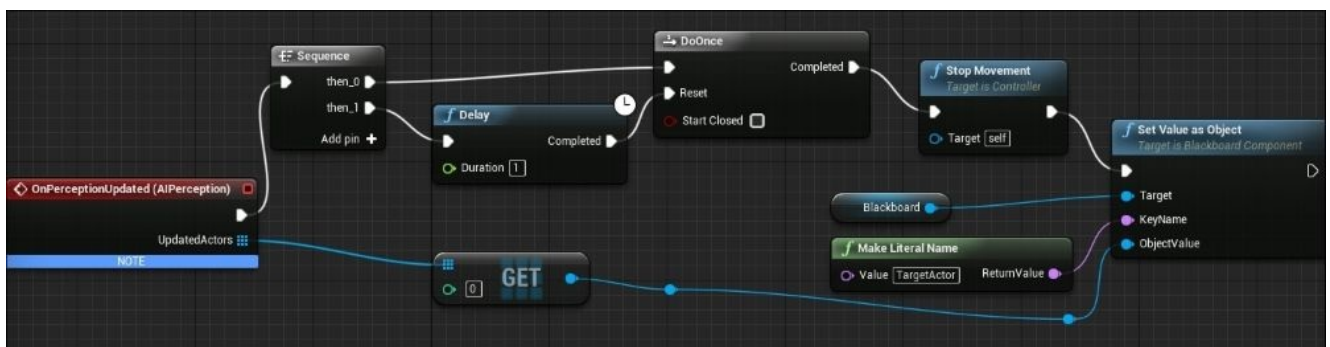 OnPerceptionUpdated (AIPerception)
UpdatedActors
NOTE
Sequence
then_0
then_1
Add pin +
f Delay
Completed
Duration 1
DoOnce
Completed
Reset
Start Closed
GET
0
f Stop Movement
Target is Controller
Target self
Blackboard
f Make Literal Name
Value TargetActor ReturnValue
f Set Value as Object
Target is Blackboard Component
Target
KeyName
ObjectValue